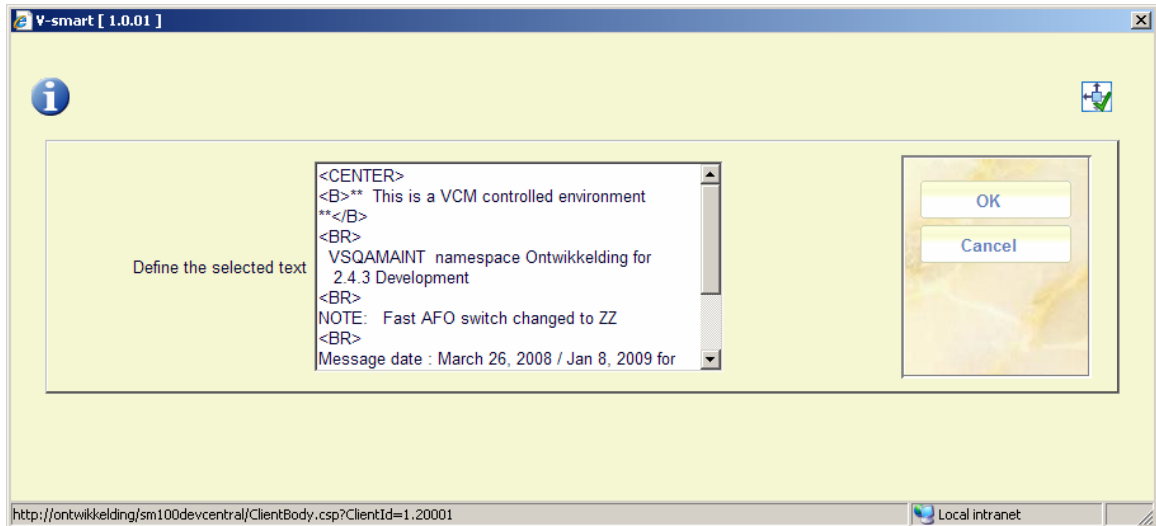 V-smart [ 1.0.01 ]
Define the selected text
<CENTER>
<B>** This is a VCM controlled environment
**</B>
<BR>
VSQAMAINT namespace Ontwikkelding for
2.4.3 Development
<BR>
NOTE: Fast AFO switch changed to ZZ
<BR>
Message date : March 26, 2008 / Jan 8, 2009 for
OK
Cancel
http://ontwikkelding/sm100devcentral/ClientBody.csp?ClientId=1.20001
Local intranet